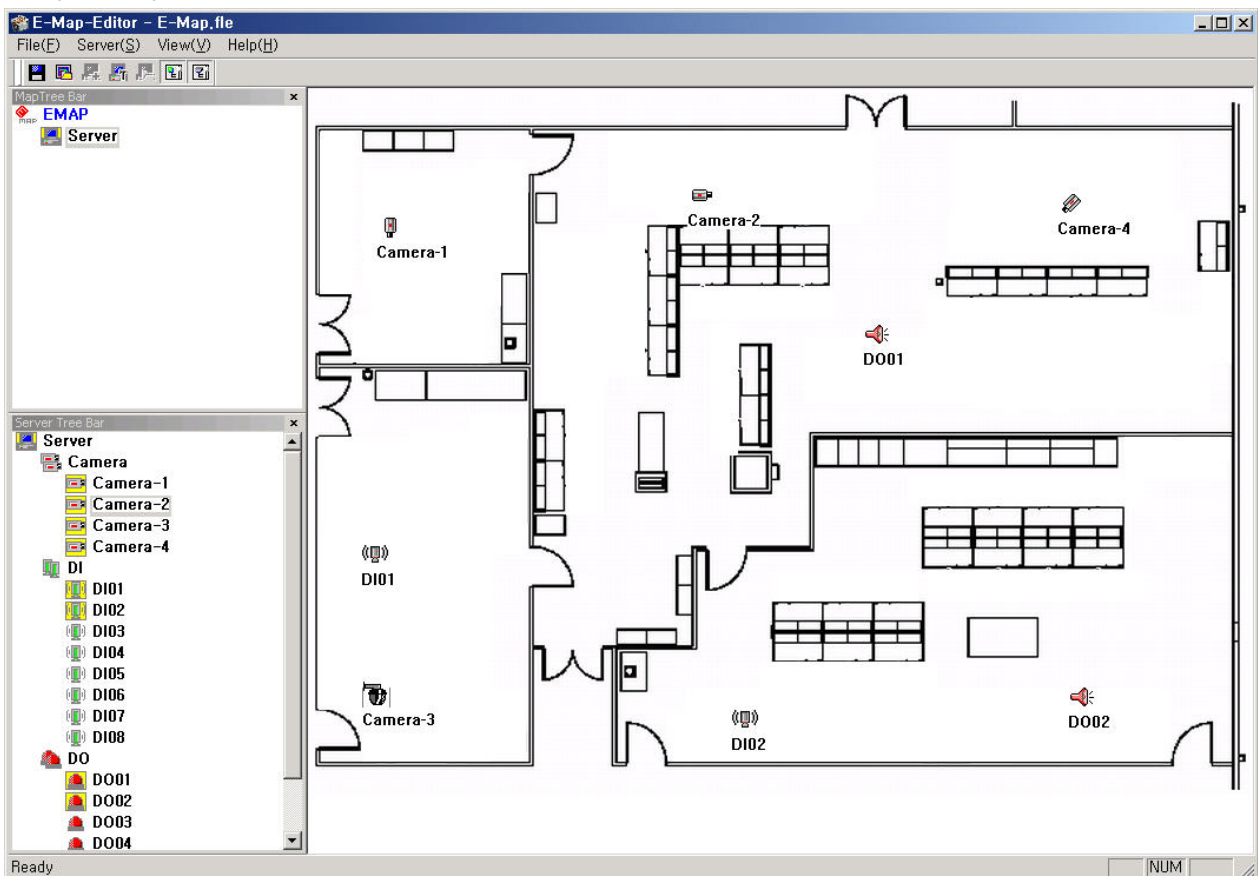 E-Map-Editor - E-Map.fle
File(F) Server(S) View(V) Help(H)
MapTree Bar
MAP EMAP
Server
Server Tree Bar
Server
Camera
Camera-1
Camera-2
Camera-3
Camera-4
DI
DI01
DI02
DI03
DI04
DI05
DI06
DI07
DI08
DO
DO01
DO02
DO03
DO04
Camera-1
Camera-2
Camera-4
DO01
DI01
Camera-3
DI02
DO02
Ready
NUM